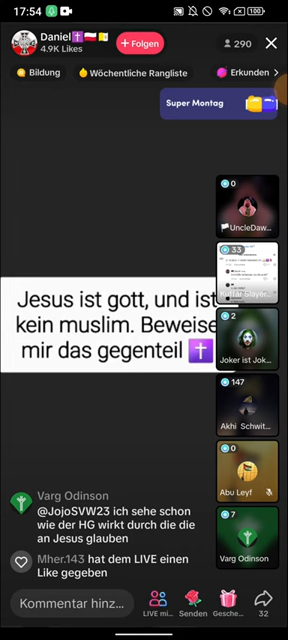 17:54
100
Daniel✝️🇵🇱🇻🇦
4.9K Likes
+ Folgen
290
Bildung
Wöchentliche Rangliste
Erkunden
Super Montag
0
🏳UncleDaw...
33
Kuffar Slayer...
2
Joker ist Jok...
147
Akhi Schwit...
0
Abu Leyf
7
Varg Odinson
Jesus ist gott, und ist
kein muslim. Beweise
mir das gegenteil ✝️
Varg Odinson
@JojoSVW23 ich sehe schon
wie der HG wirkt durch die die
an Jesus glauben
Mher.143 hat dem LIVE einen
Like gegeben
Kommentar hinz...
LIVE mi...
Senden
Gesche...
32